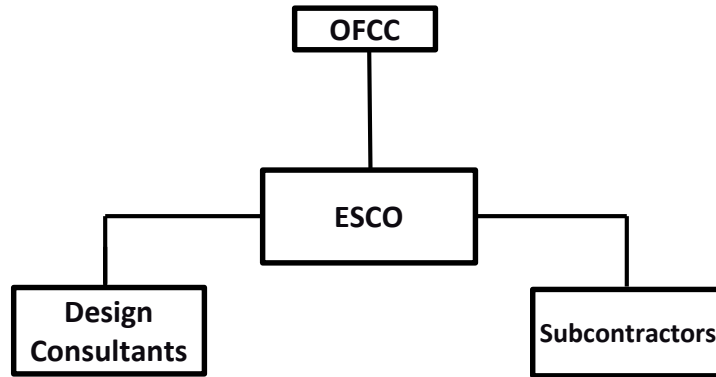 OFCC
ESCO
Design
Consultants
Subcontractors